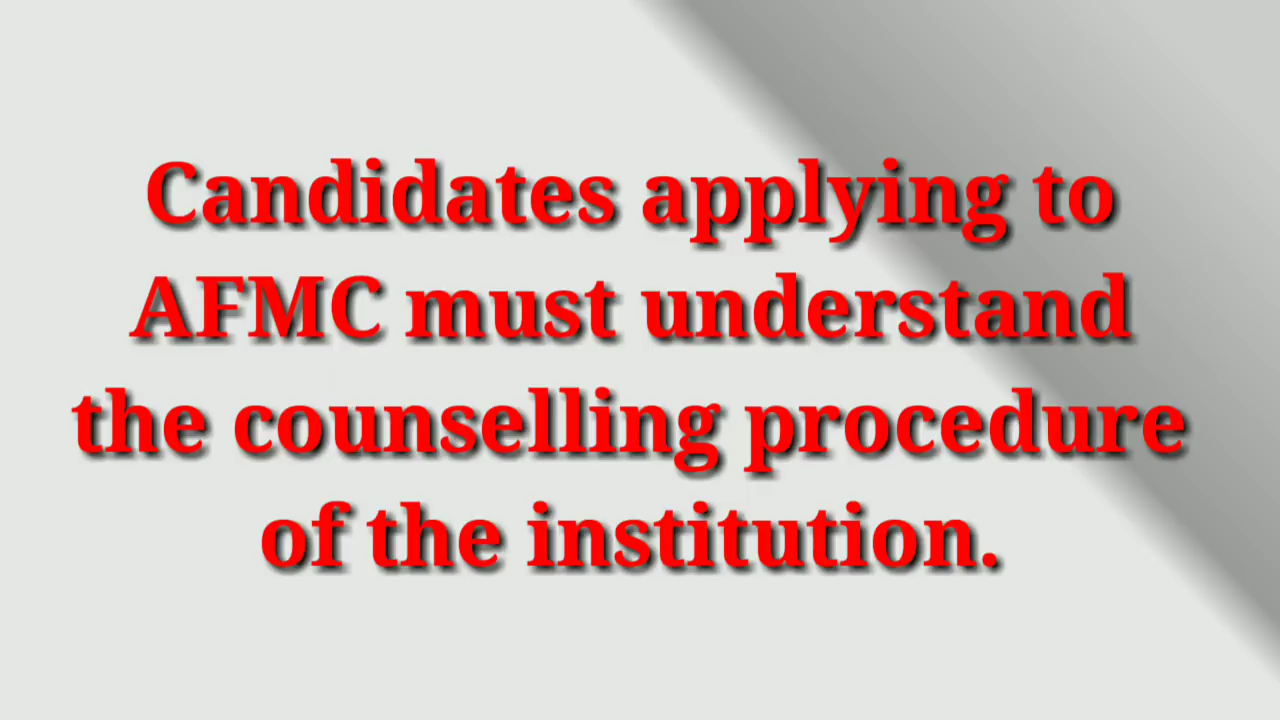 Candidates applying to
AFMC must understand
the counselling procedure
of the institution.